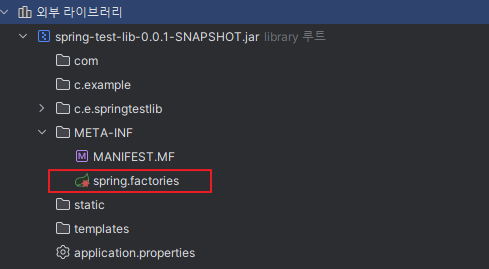 외부 라이브러리
spring-test-lib-0.0.1-SNAPSHOT.jar library 루트
com
c.example
c.e.springtestlib
META-INF
MANIFEST.MF
spring.factories
static
templates
application.properties